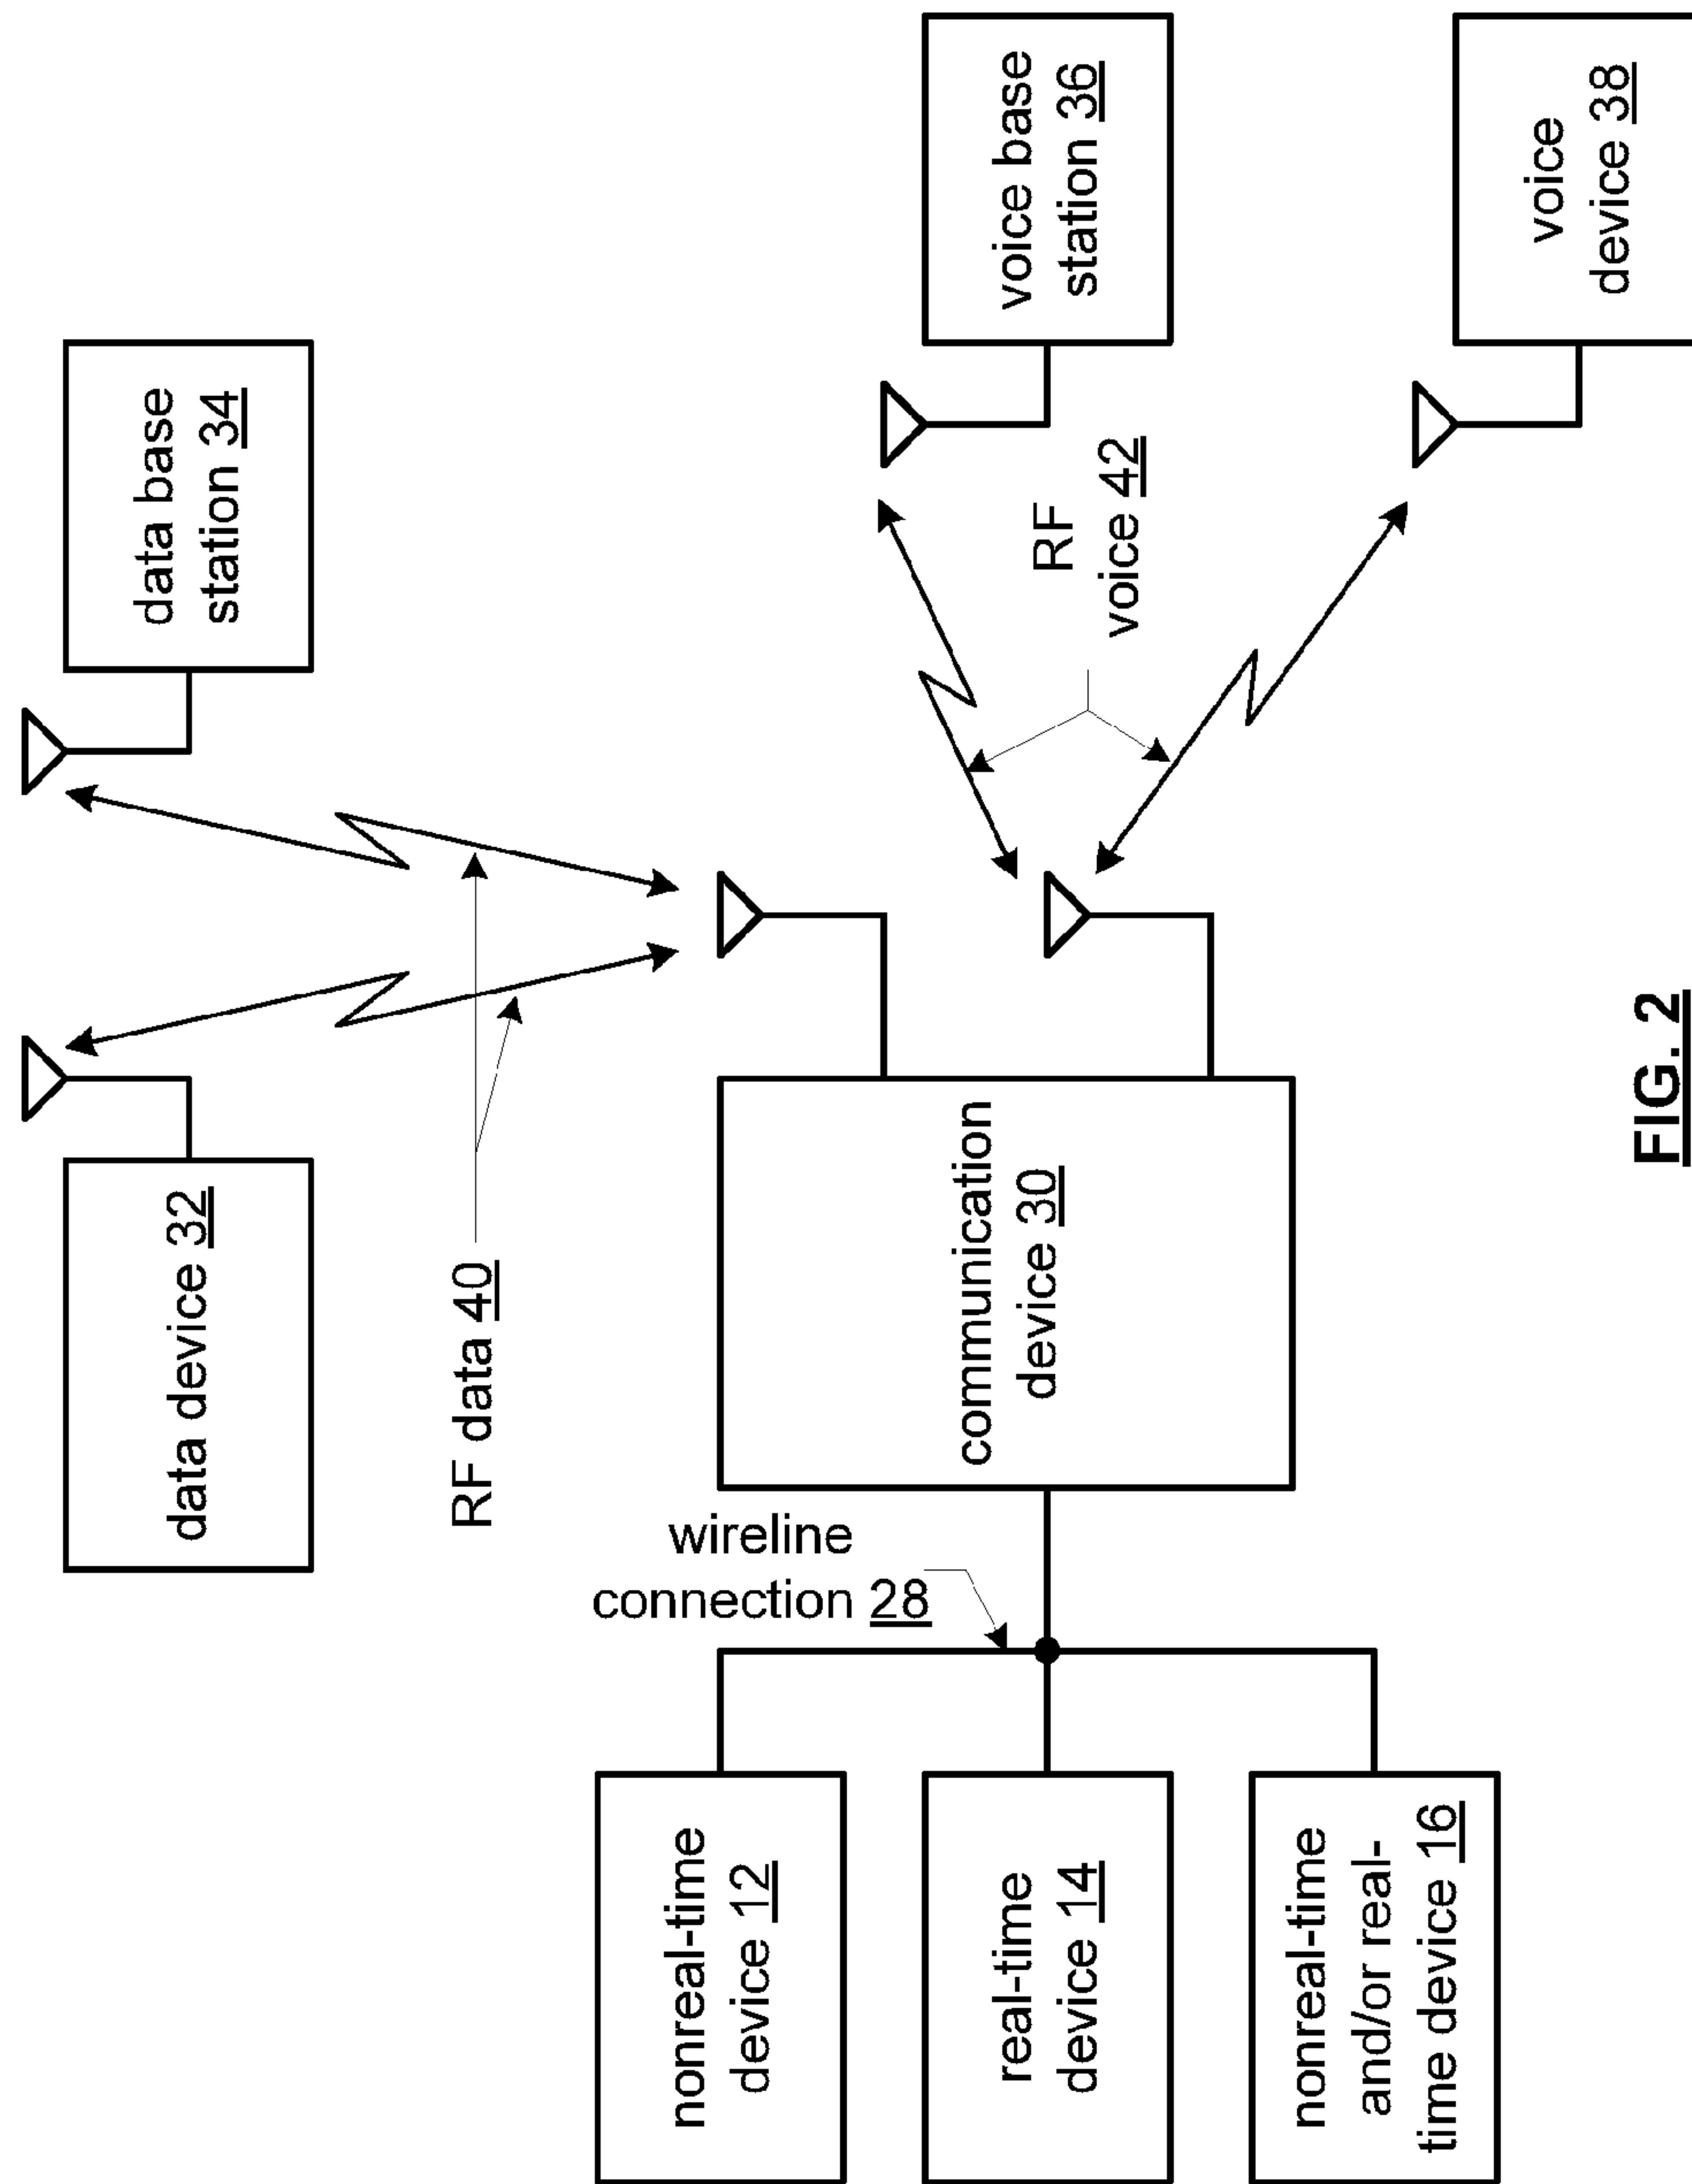 data device 32
data base
station 34
RF data 40
wireline
connection 28
nonreal-time
device 12
communication
device 30
voice base
station 36
RF
voice 42
real-time
device 14
nonreal-time
and/or real-
time device 16
voice
device 38
FIG. 2